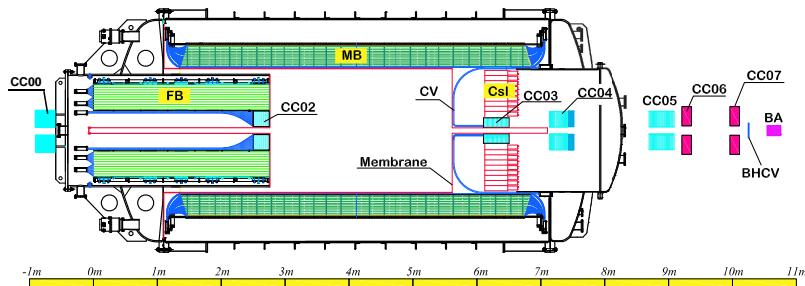 MB
CC00
FB
CC02
CV
CsI
CC03
CC04
CC05
CC06
CC07
BA
Membrane
BHCV
-1m 0m 1m 2m 3m 4m 5m 6m 7m 8m 9m 10m 11m